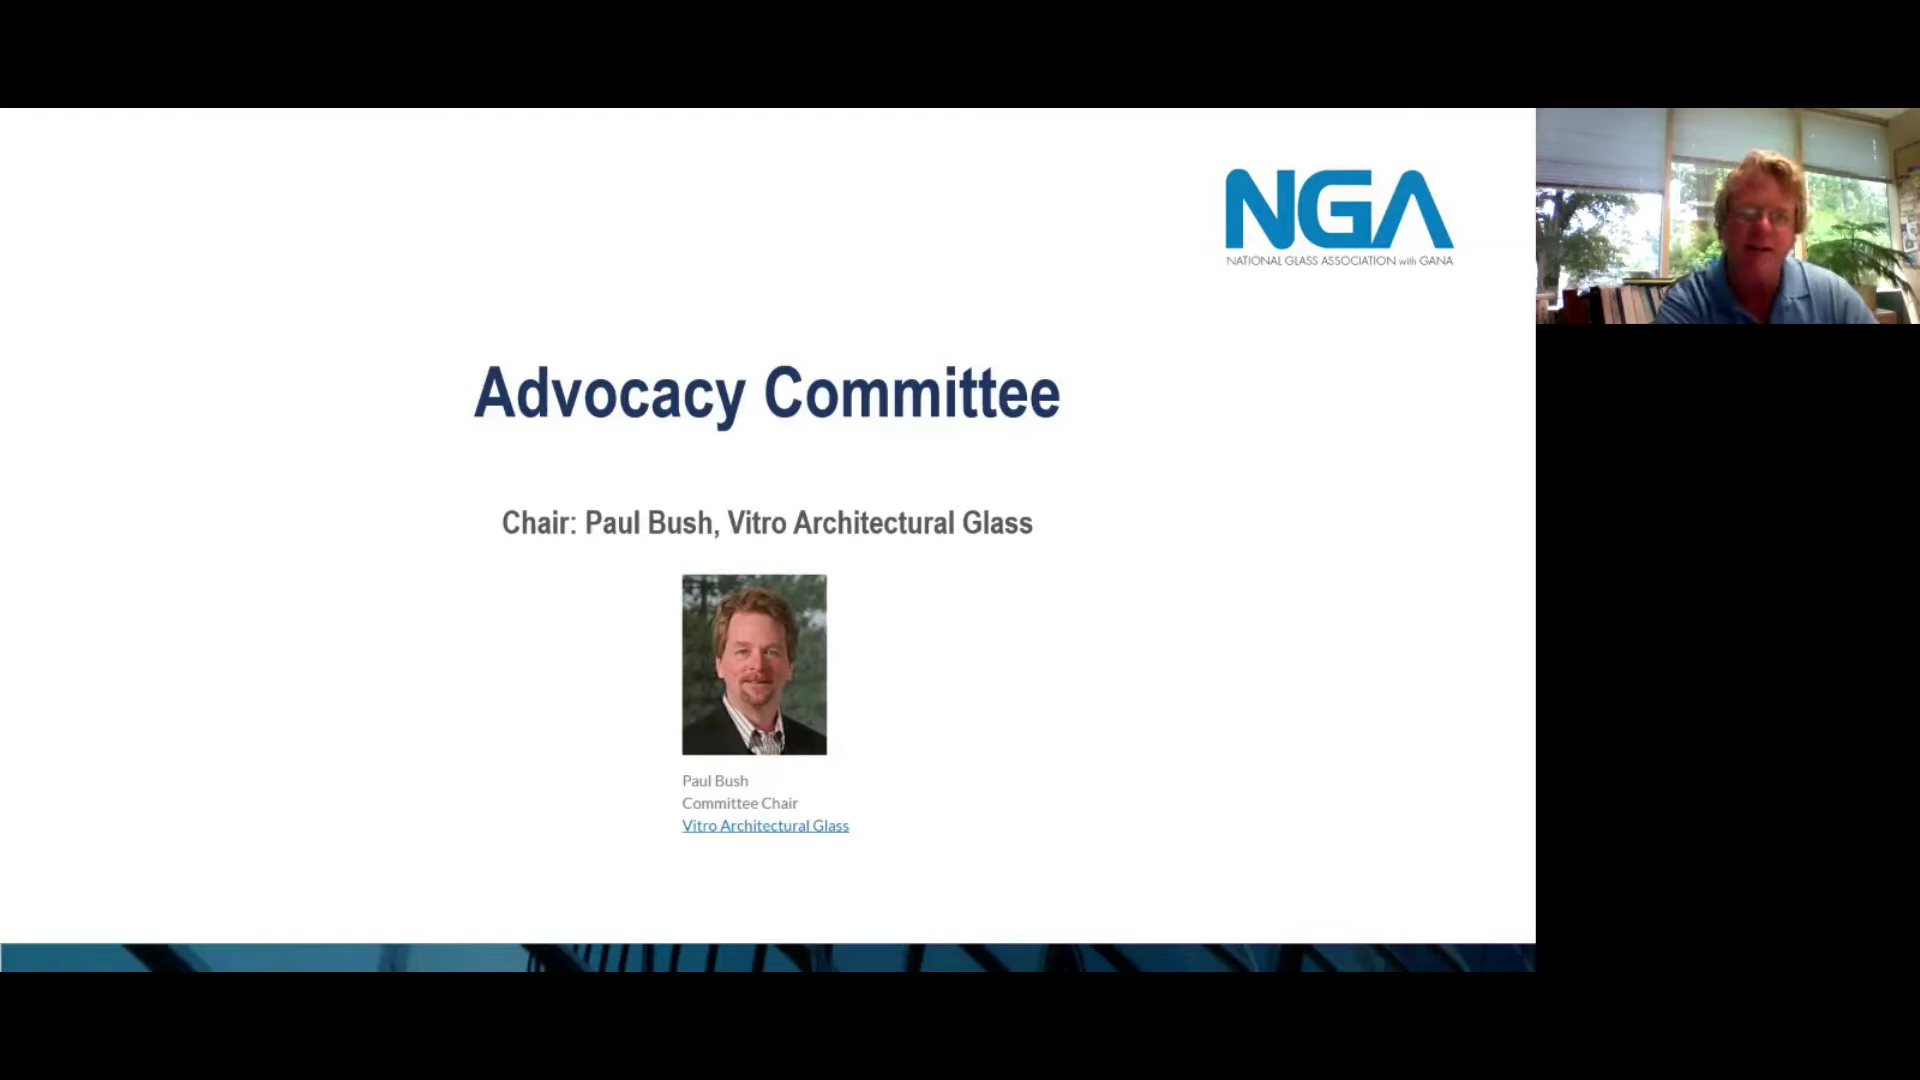 NGA
NATIONAL GLASS ASSOCIATION with GANA
Advocacy Committee
Chair: Paul Bush, Vitro Architectural Glass
Paul Bush
Committee Chair
Vitro Architectural Glass